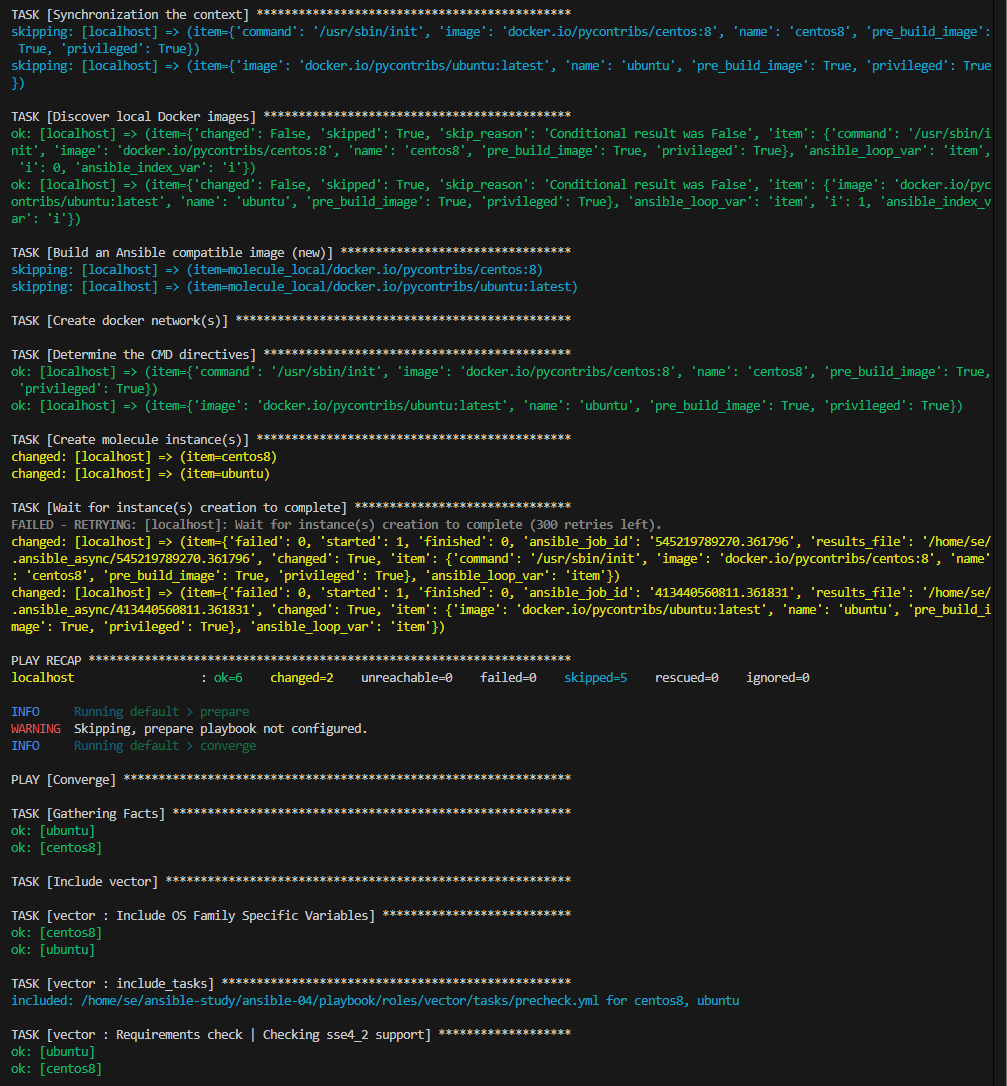 TASK [Synchronization the context] *********************************************
skipping: [localhost] => (item={'command': '/usr/sbin/init', 'image': 'docker.io/pycontribs/centos:8', 'name': 'centos8', 'pre_build_image':
 True, 'privileged': True})
skipping: [localhost] => (item={'image': 'docker.io/pycontribs/ubuntu:latest', 'name': 'ubuntu', 'pre_build_image': True, 'privileged': True
})

TASK [Discover local Docker images] ********************************************
ok: [localhost] => (item={'changed': False, 'skipped': True, 'skip_reason': 'Conditional result was False', 'item': {'command': '/usr/sbin/i
nit', 'image': 'docker.io/pycontribs/centos:8', 'name': 'centos8', 'pre_build_image': True, 'privileged': True}, 'ansible_loop_var': 'item',
 'i': 0, 'ansible_index_var': 'i'})
ok: [localhost] => (item={'changed': False, 'skipped': True, 'skip_reason': 'Conditional result was False', 'item': {'image': 'docker.io/pyc
ontribs/ubuntu:latest', 'name': 'ubuntu', 'pre_build_image': True, 'privileged': True}, 'ansible_loop_var': 'item', 'i': 1, 'ansible_index_v
ar': 'i'})

TASK [Build an Ansible compatible image (new)] *********************************
skipping: [localhost] => (item=molecule_local/docker.io/pycontribs/centos:8)
skipping: [localhost] => (item=molecule_local/docker.io/pycontribs/ubuntu:latest)

TASK [Create docker network(s)] ************************************************

TASK [Determine the CMD directives] ********************************************
ok: [localhost] => (item={'command': '/usr/sbin/init', 'image': 'docker.io/pycontribs/centos:8', 'name': 'centos8', 'pre_build_image': True,
 'privileged': True})
ok: [localhost] => (item={'image': 'docker.io/pycontribs/ubuntu:latest', 'name': 'ubuntu', 'pre_build_image': True, 'privileged': True})

TASK [Create molecule instance(s)] *********************************************
changed: [localhost] => (item=centos8)
changed: [localhost] => (item=ubuntu)

TASK [Wait for instance(s) creation to complete] *******************************
FAILED - RETRYING: [localhost]: Wait for instance(s) creation to complete (300 retries left).
changed: [localhost] => (item={'failed': 0, 'started': 1, 'finished': 0, 'ansible_job_id': '545219789270.361796', 'results_file': '/home/se/
.ansible_async/545219789270.361796', 'changed': True, 'item': {'command': '/usr/sbin/init', 'image': 'docker.io/pycontribs/centos:8', 'name'
: 'centos8', 'pre_build_image': True, 'privileged': True}, 'ansible_loop_var': 'item'})
changed: [localhost] => (item={'failed': 0, 'started': 1, 'finished': 0, 'ansible_job_id': '413440560811.361831', 'results_file': '/home/se/
.ansible_async/413440560811.361831', 'changed': True, 'item': {'image': 'docker.io/pycontribs/ubuntu:latest', 'name': 'ubuntu', 'pre_build_i
mage': True, 'privileged': True}, 'ansible_loop_var': 'item'})

PLAY RECAP *********************************************************************
localhost                  : ok=6    changed=2    unreachable=0    failed=0    skipped=5    rescued=0    ignored=0

INFO     Running default > prepare
WARNING  Skipping, prepare playbook not configured.
INFO     Running default > converge

PLAY [Converge] ****************************************************************

TASK [Gathering Facts] *********************************************************
ok: [ubuntu]
ok: [centos8]

TASK [Include vector] **********************************************************

TASK [vector : Include OS Family Specific Variables] ***************************
ok: [centos8]
ok: [ubuntu]

TASK [vector : include_tasks] **************************************************
included: /home/se/ansible-study/ansible-04/playbook/roles/vector/tasks/precheck.yml for centos8, ubuntu

TASK [vector : Requirements check | Checking sse4_2 support] *******************
ok: [ubuntu]
ok: [centos8]